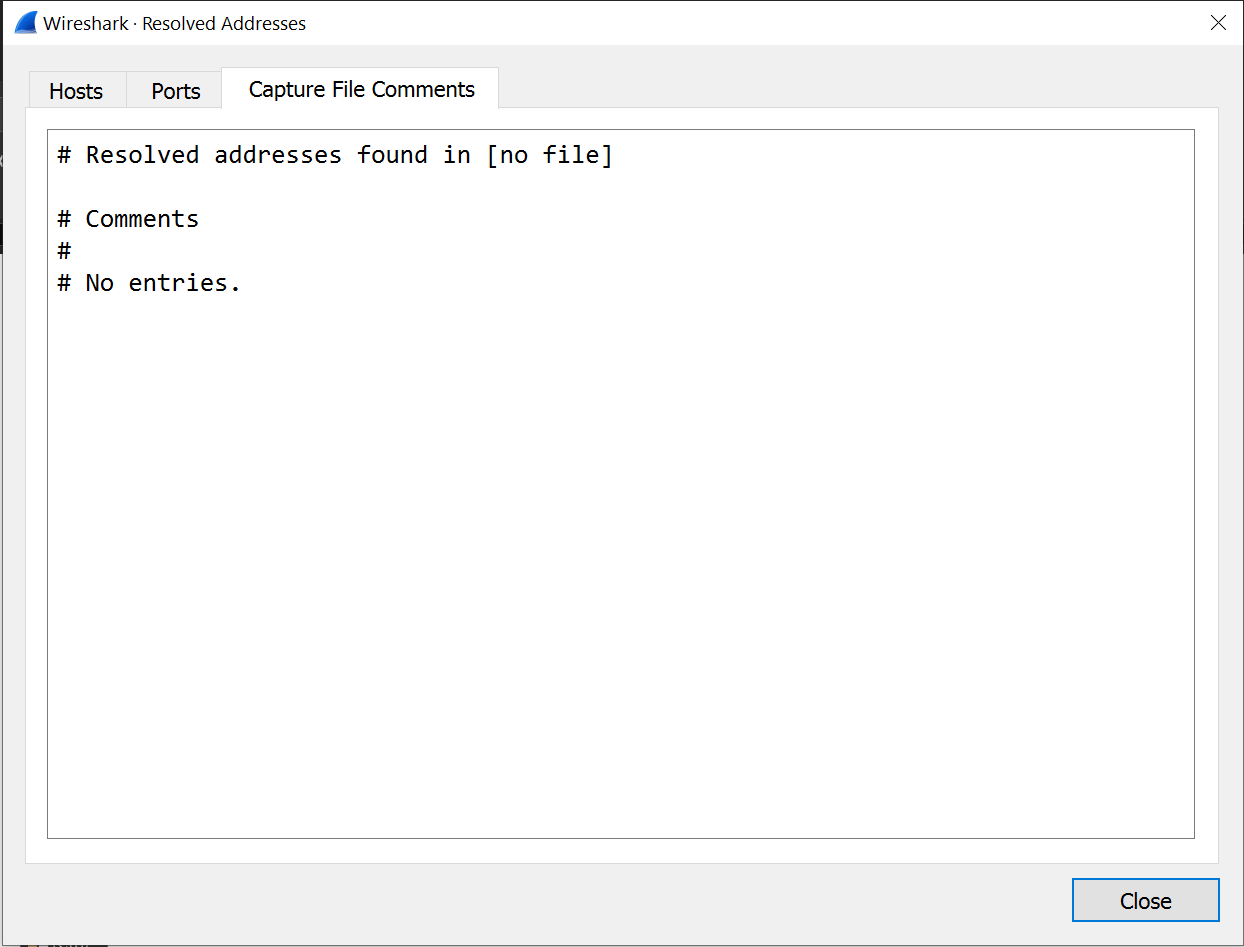 Wireshark · Resolved Addresses
Hosts
Ports
Capture File Comments
# Resolved addresses found in [no file]
# Comments
#
# No entries.
Close